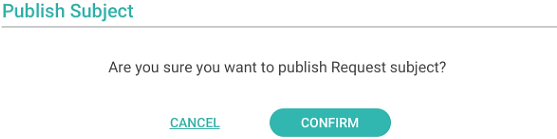 Publish Subject
Are you sure you want to publish Request subject?
CANCEL CONFIRM